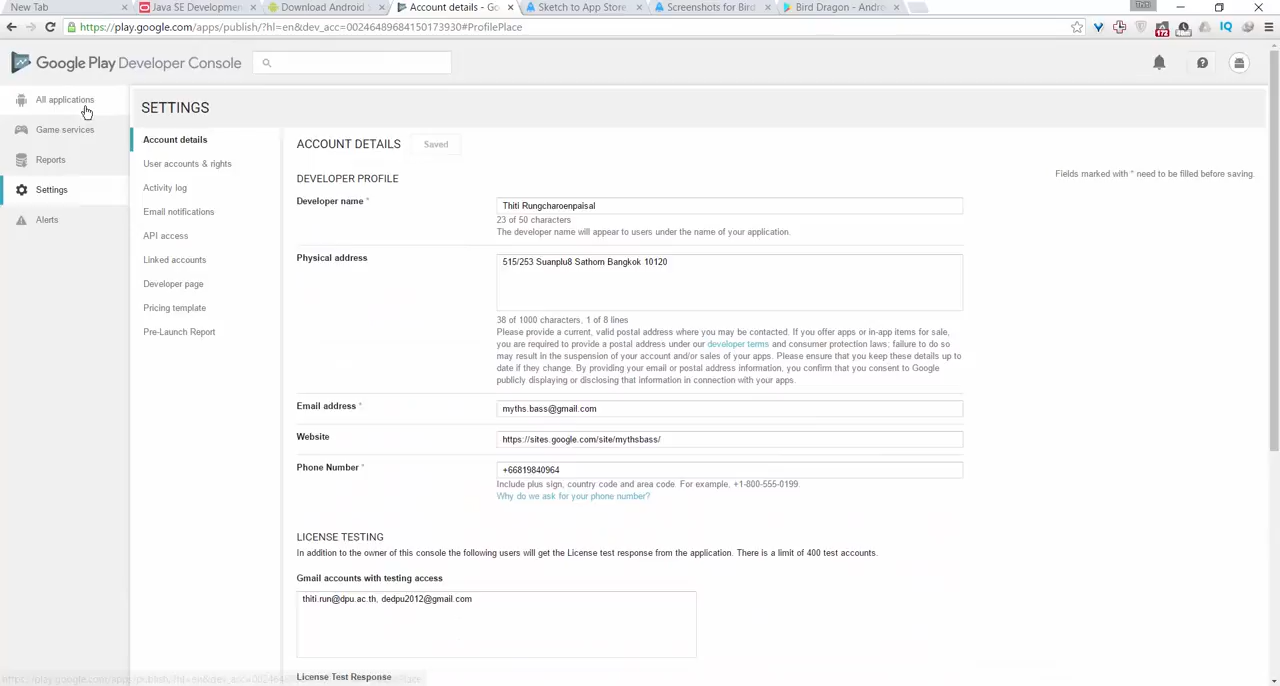 New Tab
Java SE Developmen
Download Android S
Account details - Go
Sketch to App Store
Screenshots for Bird
Bird Dragon - Andro
Thiti
https://play.google.com/apps/publish/?hl=en&dev_acc=00246489684150173930#ProfilePlace
172
IQ
Google Play Developer Console
All applications
Game services
Reports
Settings
Alerts
SETTINGS
Account details
User accounts & rights
Activity log
Email notifications
API access
Linked accounts
Developer page
Pricing template
Pre-Launch Report
ACCOUNT DETAILS Saved
DEVELOPER PROFILE
Fields marked with * need to be filled before saving.
Developer name *
Thiti Rungcharoenpaisal
23 of 50 characters
The developer name will appear to users under the name of your application.
Physical address
515/253 Suanplu8 Sathorn Bangkok 10120
38 of 1000 characters, 1 of 8 lines
Please provide a current, valid postal address where you may be contacted. If you offer apps or in-app items for sale,
you are required to provide a postal address under our developer terms and consumer protection laws; failure to do so
may result in the suspension of your account and/or sales of your apps. Please ensure that you keep these details up to
date if they change. By providing your email or postal address information, you confirm that you consent to Google
publicly displaying or disclosing that information in connection with your apps.
Email address *
myths.bass@gmail.com
Website
https://sites.google.com/site/mythsbass/
Phone Number *
+66819840964
Include plus sign, country code and area code. For example, +1-800-555-0199.
Why do we ask for your phone number?
LICENSE TESTING
In addition to the owner of this console the following users will get the License test response from the application. There is a limit of 400 test accounts.
Gmail accounts with testing access
thiti.run@dpu.ac.th, dedpu2012@gmail.com
License Test Response